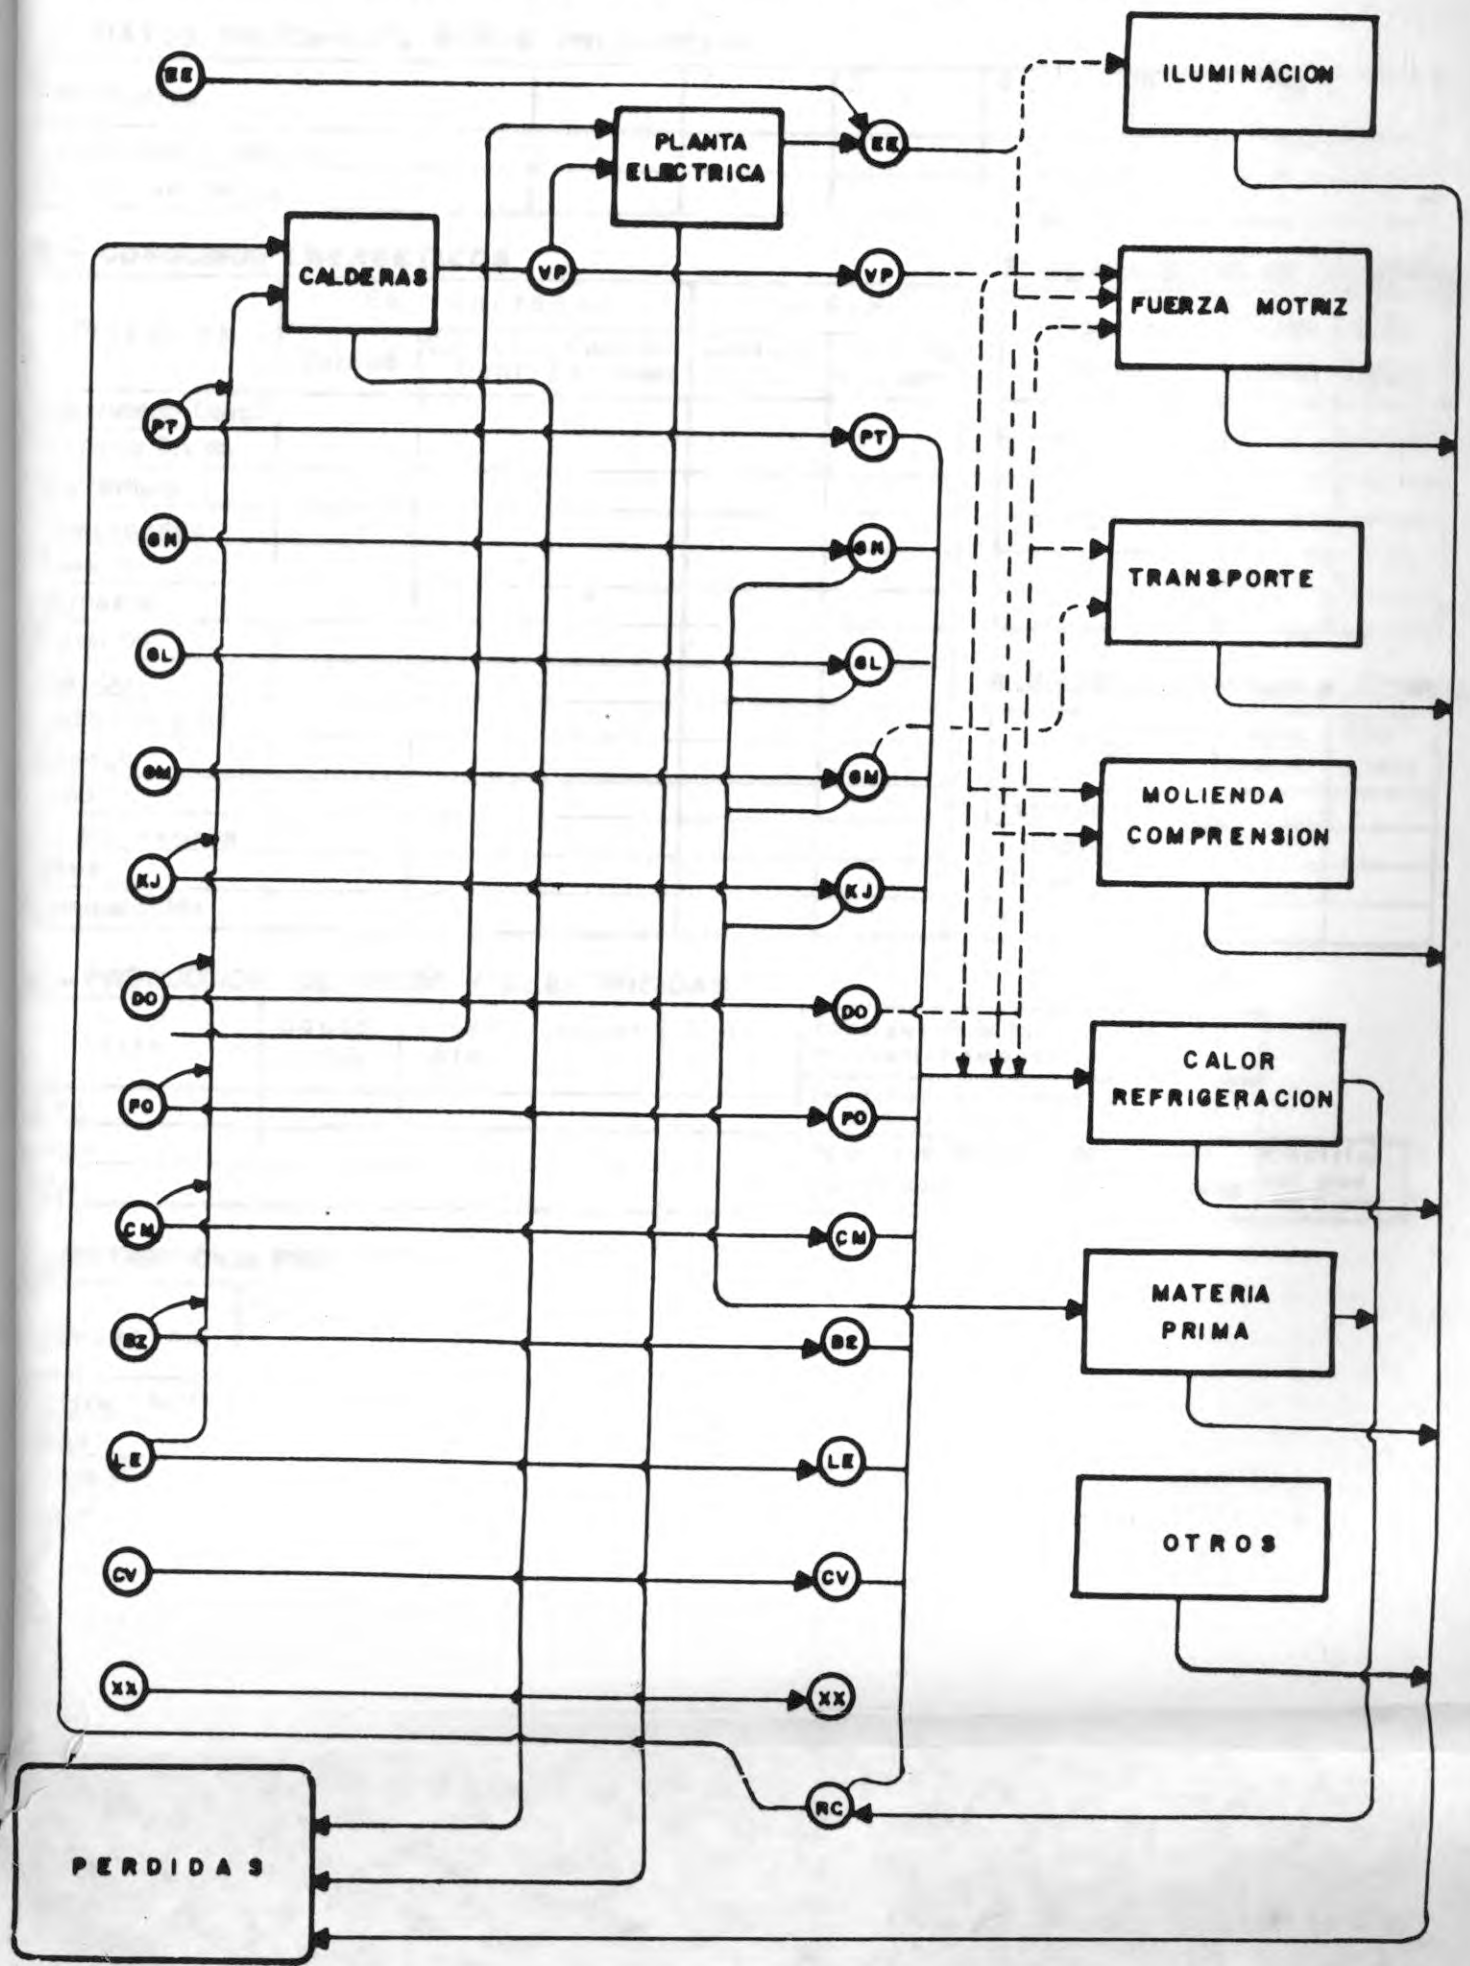 EE
ILUMINACION
PLANTA
ELECTRICA
EE
CALDERAS
VP
VP
FUERZA MOTRIZ
PT
PT
GN
GN
TRANSPORTE
GL
GL
GM
GM
MOLIENDA
COMPRENSION
KJ
KJ
DO
DO
CALOR
REFRIGERACION
FO
FO
CM
CM
MATERIA
PRIMA
BZ
BZ
LE
LE
OTROS
CV
CV
XX
XX
RC
PERDIDAS